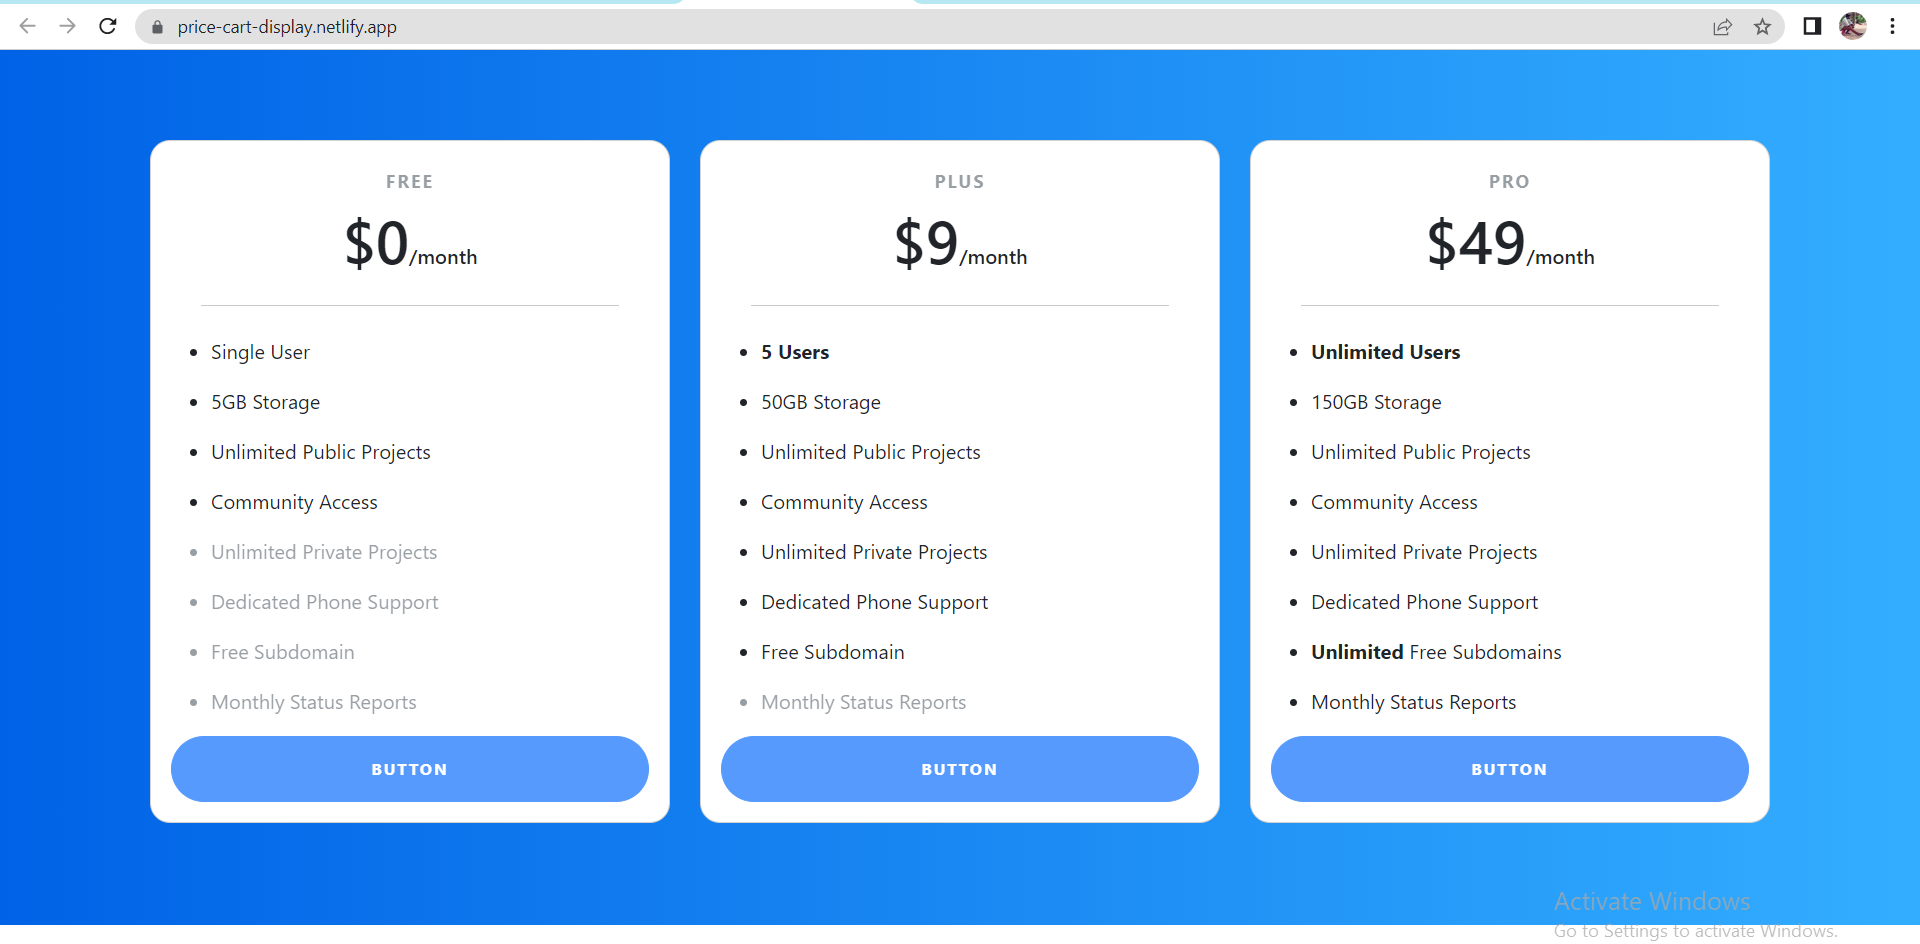 price-cart-display.netlify.app
FREE
$0/month
Single User
5GB Storage
Unlimited Public Projects
Community Access
Unlimited Private Projects
Dedicated Phone Support
Free Subdomain
Monthly Status Reports
BUTTON
PLUS
$9/month
5 Users
50GB Storage
Unlimited Public Projects
Community Access
Unlimited Private Projects
Dedicated Phone Support
Free Subdomain
Monthly Status Reports
BUTTON
PRO
$49/month
Unlimited Users
150GB Storage
Unlimited Public Projects
Community Access
Unlimited Private Projects
Dedicated Phone Support
Unlimited Free Subdomains
Monthly Status Reports
BUTTON
Activate Windows
Go to Settings to activate Windows.